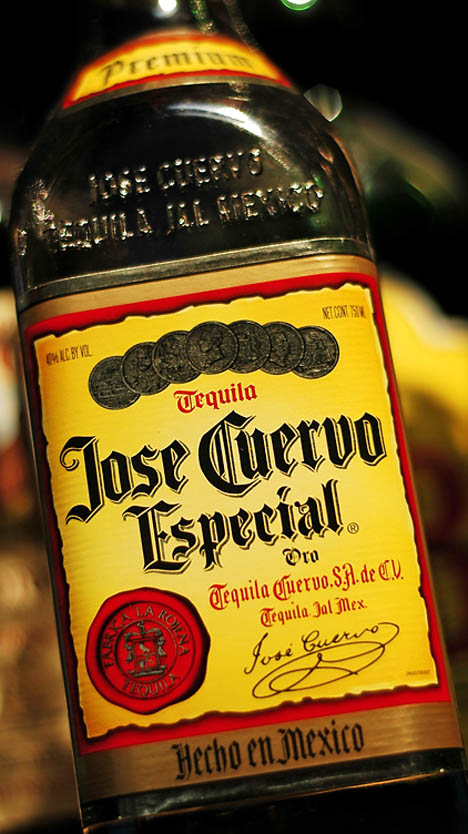 Premium
JOSE CUERVO
TEQUILA JAL MEXICO
40% ALC. BY VOL.
NET CONT. 750 ML
Tequila
Jose Cuervo
Especial ®
Oro
Tequila Cuervo, S.A. de C.V.
Tequila, Jal Mex.
José Cuervo
FABRICA LA ROJEÑA
TEQUILA
Hecho en Mexico